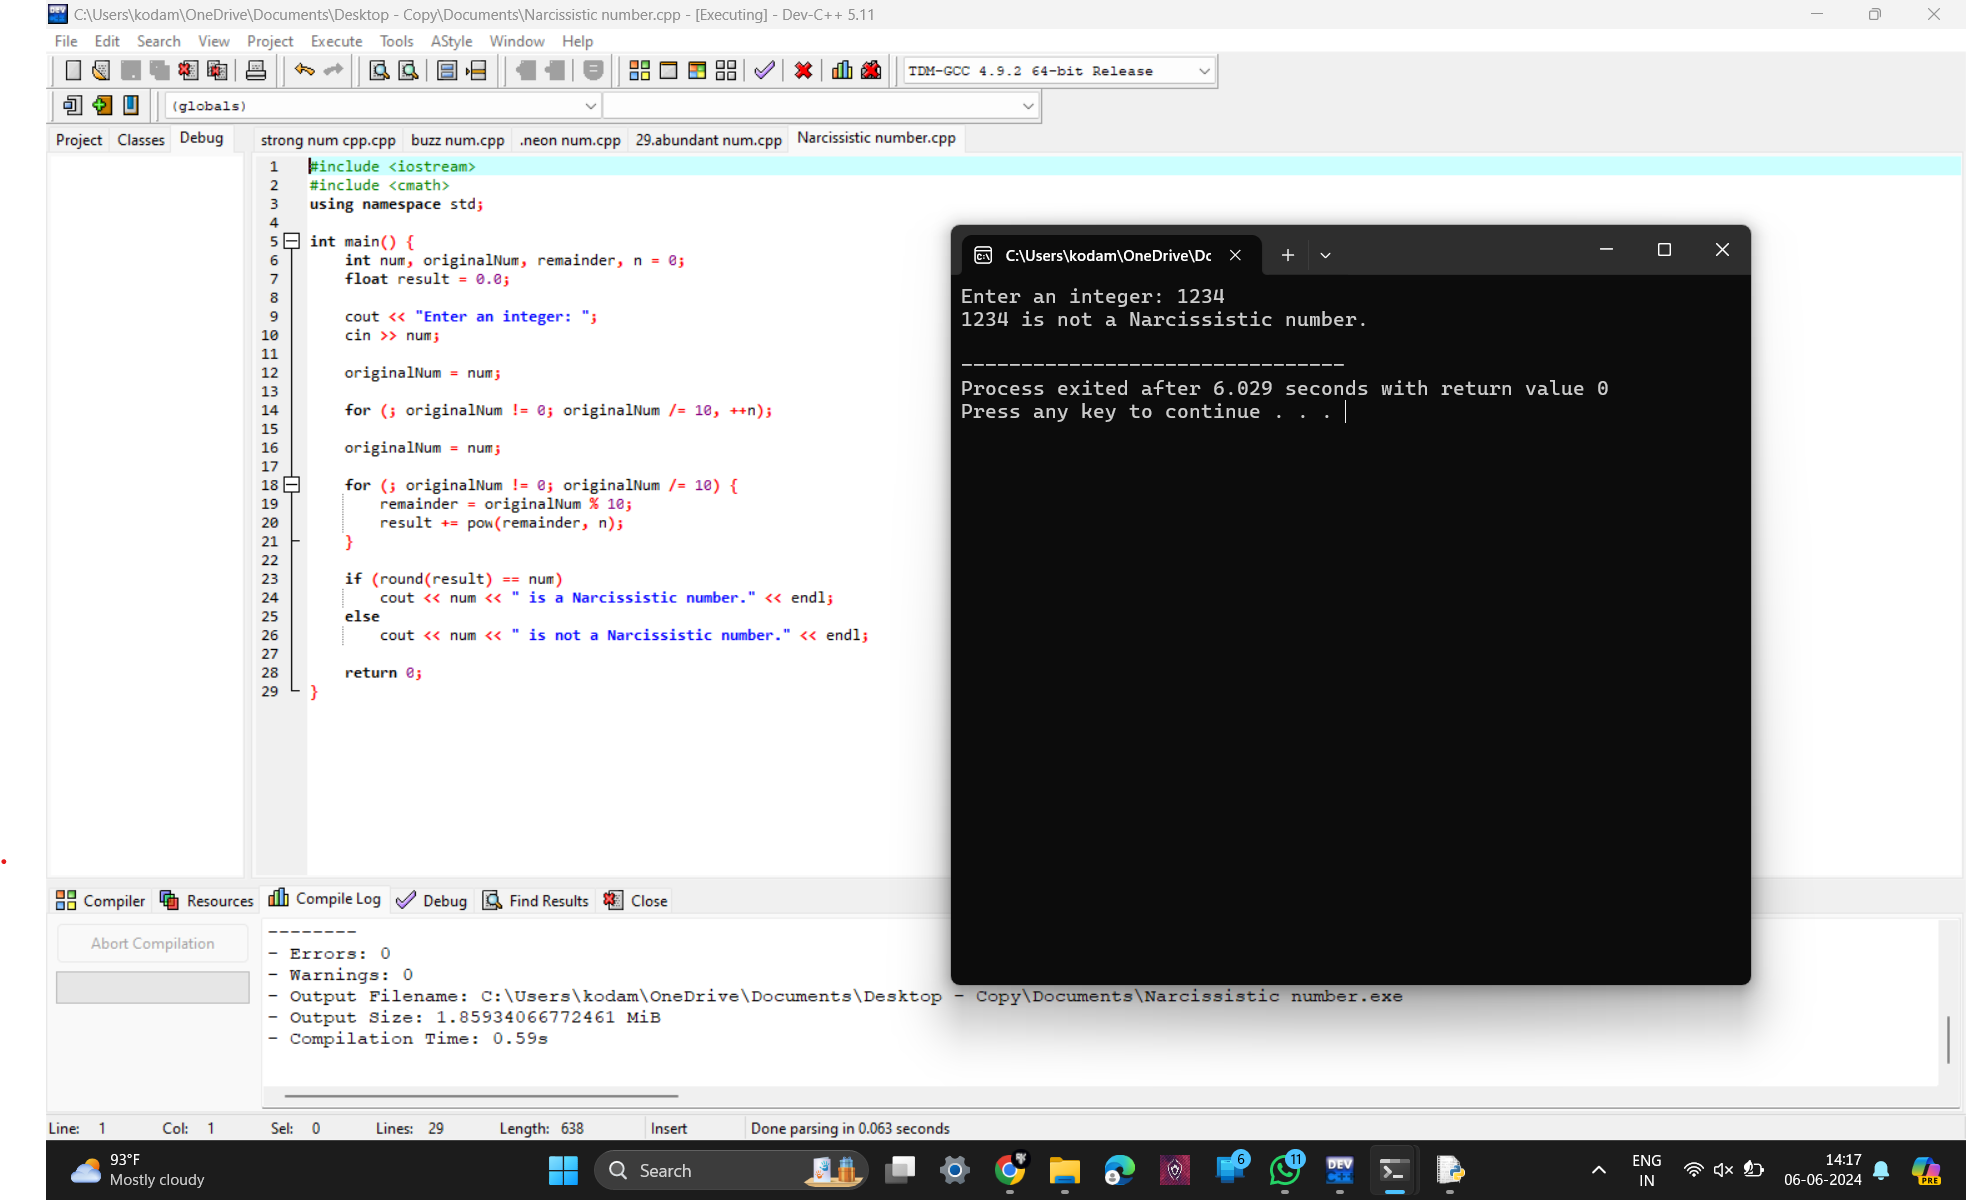 C:\Users\kodam\OneDrive\Documents\Desktop - Copy\Documents\Narcissistic number.cpp - [Executing] - Dev-C++ 5.11
File Edit Search View Project Execute Tools AStyle Window Help
TDM-GCC 4.9.2 64-bit Release
(globals)
Project Classes Debug
strong num cpp.cpp buzz num.cpp .neon num.cpp 29.abundant num.cpp Narcissistic number.cpp
1 #include <iostream>
2 #include <cmath>
3 using namespace std;
4
5 int main() {
6 int num, originalNum, remainder, n = 0;
7 float result = 0.0;
8
9 cout << "Enter an integer: ";
10 cin >> num;
11
12 originalNum = num;
13
14 for (; originalNum != 0; originalNum /= 10, ++n);
15
16 originalNum = num;
17
18 for (; originalNum != 0; originalNum /= 10) {
19 remainder = originalNum % 10;
20 result += pow(remainder, n);
21 }
22
23 if (round(result) == num)
24 cout << num << " is a Narcissistic number." << endl;
25 else
26 cout << num << " is not a Narcissistic number." << endl;
27
28 return 0;
29 }
C:\Users\kodam\OneDrive\Dc
Enter an integer: 1234
1234 is not a Narcissistic number.
--------------------------------
Process exited after 6.029 seconds with return value 0
Press any key to continue . . .
Compiler Resources Compile Log Debug Find Results Close
Abort Compilation
--------
- Errors: 0
- Warnings: 0
- Output Filename: C:\Users\kodam\OneDrive\Documents\Desktop - Copy\Documents\Narcissistic number.exe
- Output Size: 1.85934066772461 MiB
- Compilation Time: 0.59s
Line: 1 Col: 1 Sel: 0 Lines: 29 Length: 638 Insert Done parsing in 0.063 seconds
93°F
Mostly cloudy
Search
6
11
DEV
C++
ENG
IN
14:17
06-06-2024
PRE